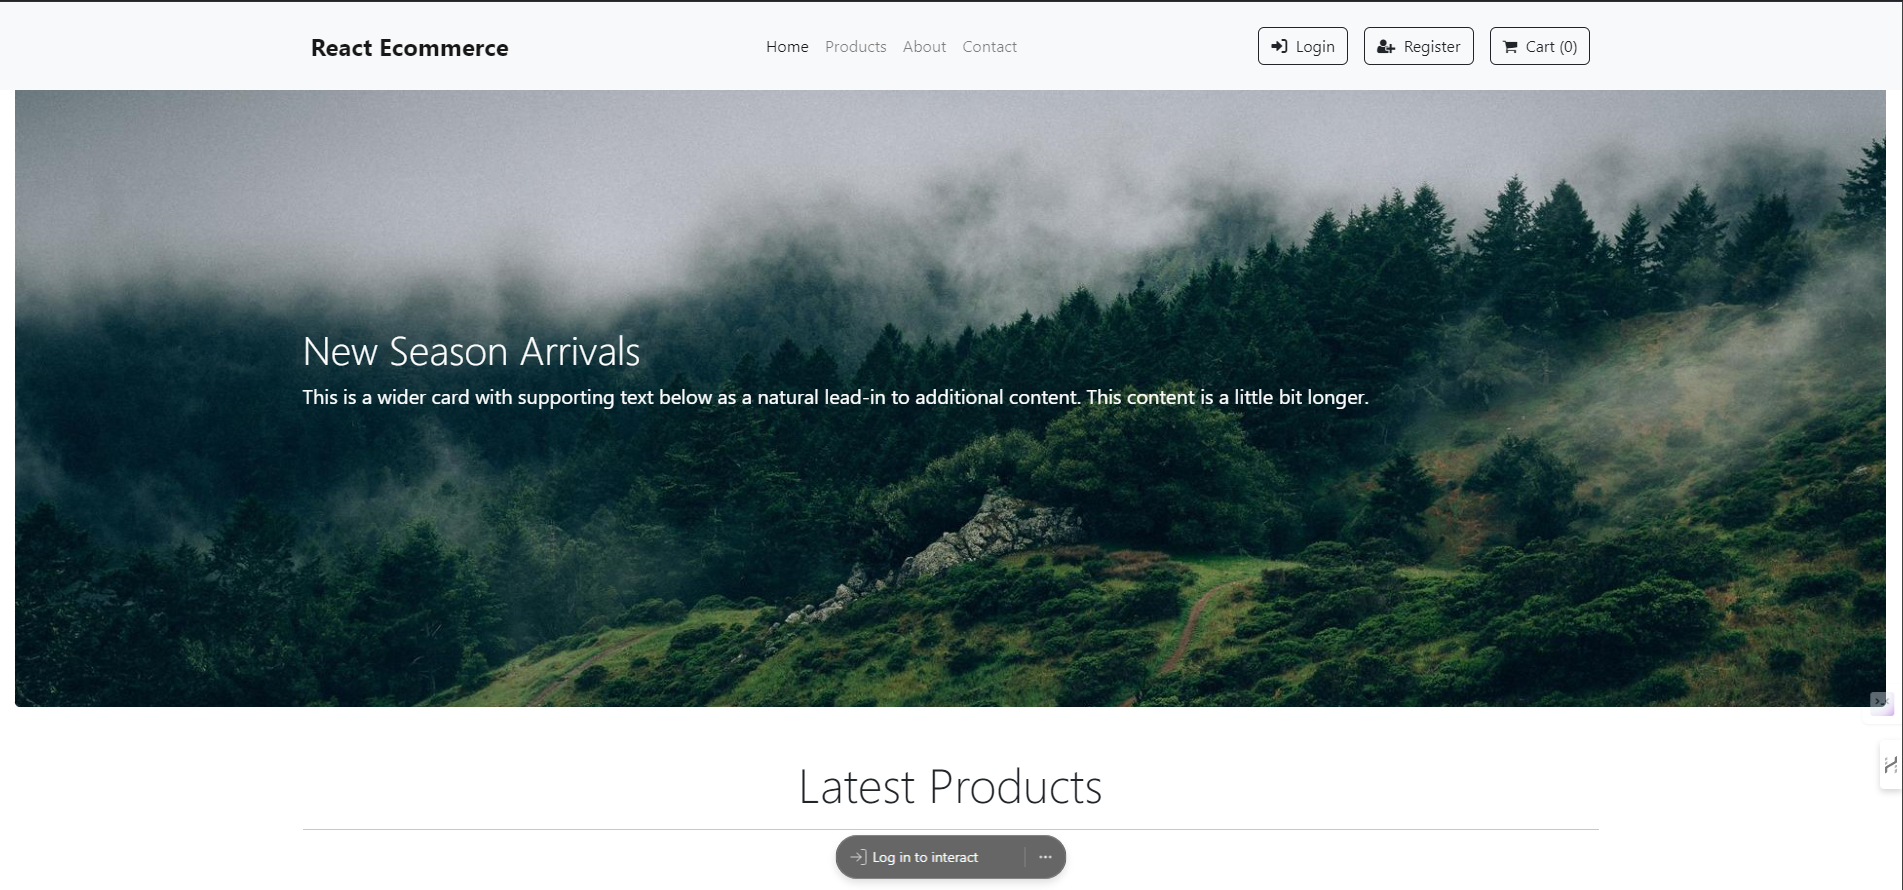 React Ecommerce
Home Products About Contact
Login Register Cart (0)
New Season Arrivals
This is a wider card with supporting text below as a natural lead-in to additional content. This content is a little bit longer.
Latest Products
Log in to interact